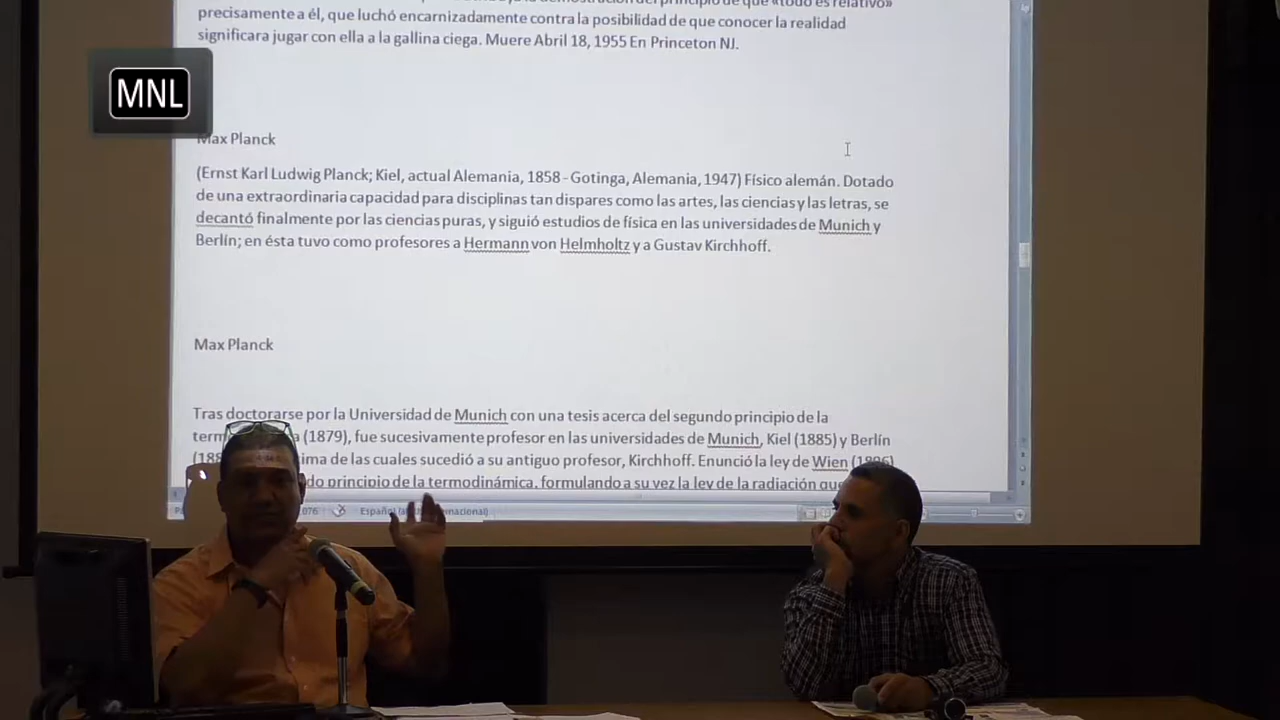 precisamente a él, que luchó encarnizadamente contra la posibilidad de que conocer la realidad
significara jugar con ella a la gallina ciega. Muere Abril 18, 1955 En Princeton NJ.
MNL
Max Planck
(Ernst Karl Ludwig Planck; Kiel, actual Alemania, 1858 - Gotinga, Alemania, 1947) Físico alemán. Dotado
de una extraordinaria capacidad para disciplinas tan dispares como las artes, las ciencias y las letras, se
decantó finalmente por las ciencias puras, y siguió estudios de física en las universidades de Munich y
Berlín; en ésta tuvo como profesores a Hermann von Helmholtz y a Gustav Kirchhoff.
Max Planck
Tras doctorarse por la Universidad de Munich con una tesis acerca del segundo principio de la
(1879), fue sucesivamente profesor en las universidades de Munich, Kiel (1885) y Berlín
de las cuales sucedió a su antiguo profesor, Kirchhoff. Enunció la ley de Wien (1896)
principio de la termodinámica, formulando a su vez la ley de la radiación que
Español